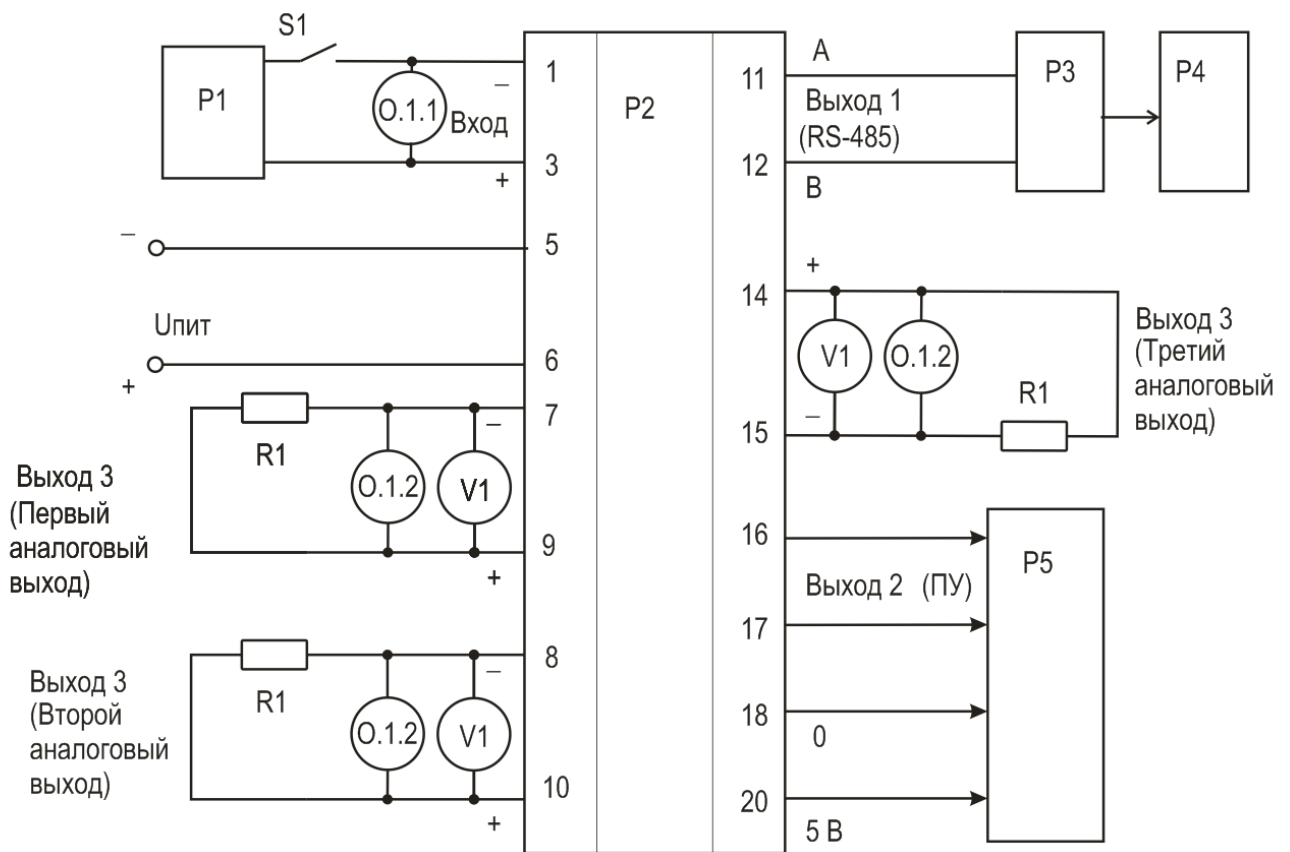 S1
P1
O.1.1
–
Вход
+
1
3
P2
11
12
A
Выход 1
(RS-485)
B
P3
P4
–
5
Uпит
+
6
R1
7
–
O.1.2
V1
9
+
Выход 3
(Первый
аналоговый
выход)
R1
8
–
O.1.2
V1
10
+
Выход 3
(Второй
аналоговый
выход)
14
+
V1
O.1.2
R1
–
15
Выход 3
(Третий
аналоговый
выход)
16
Выход 2 (ПУ)
17
18
0
20
5 В
P5